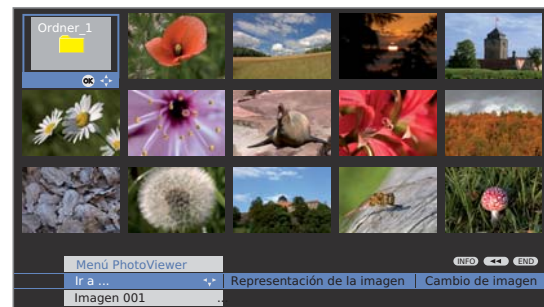 Ordner_1
OK
INFO ◄◄ END
Menú PhotoViewer
Ir a ... Representación de la imagen Cambio de imagen
Imagen 001 ..